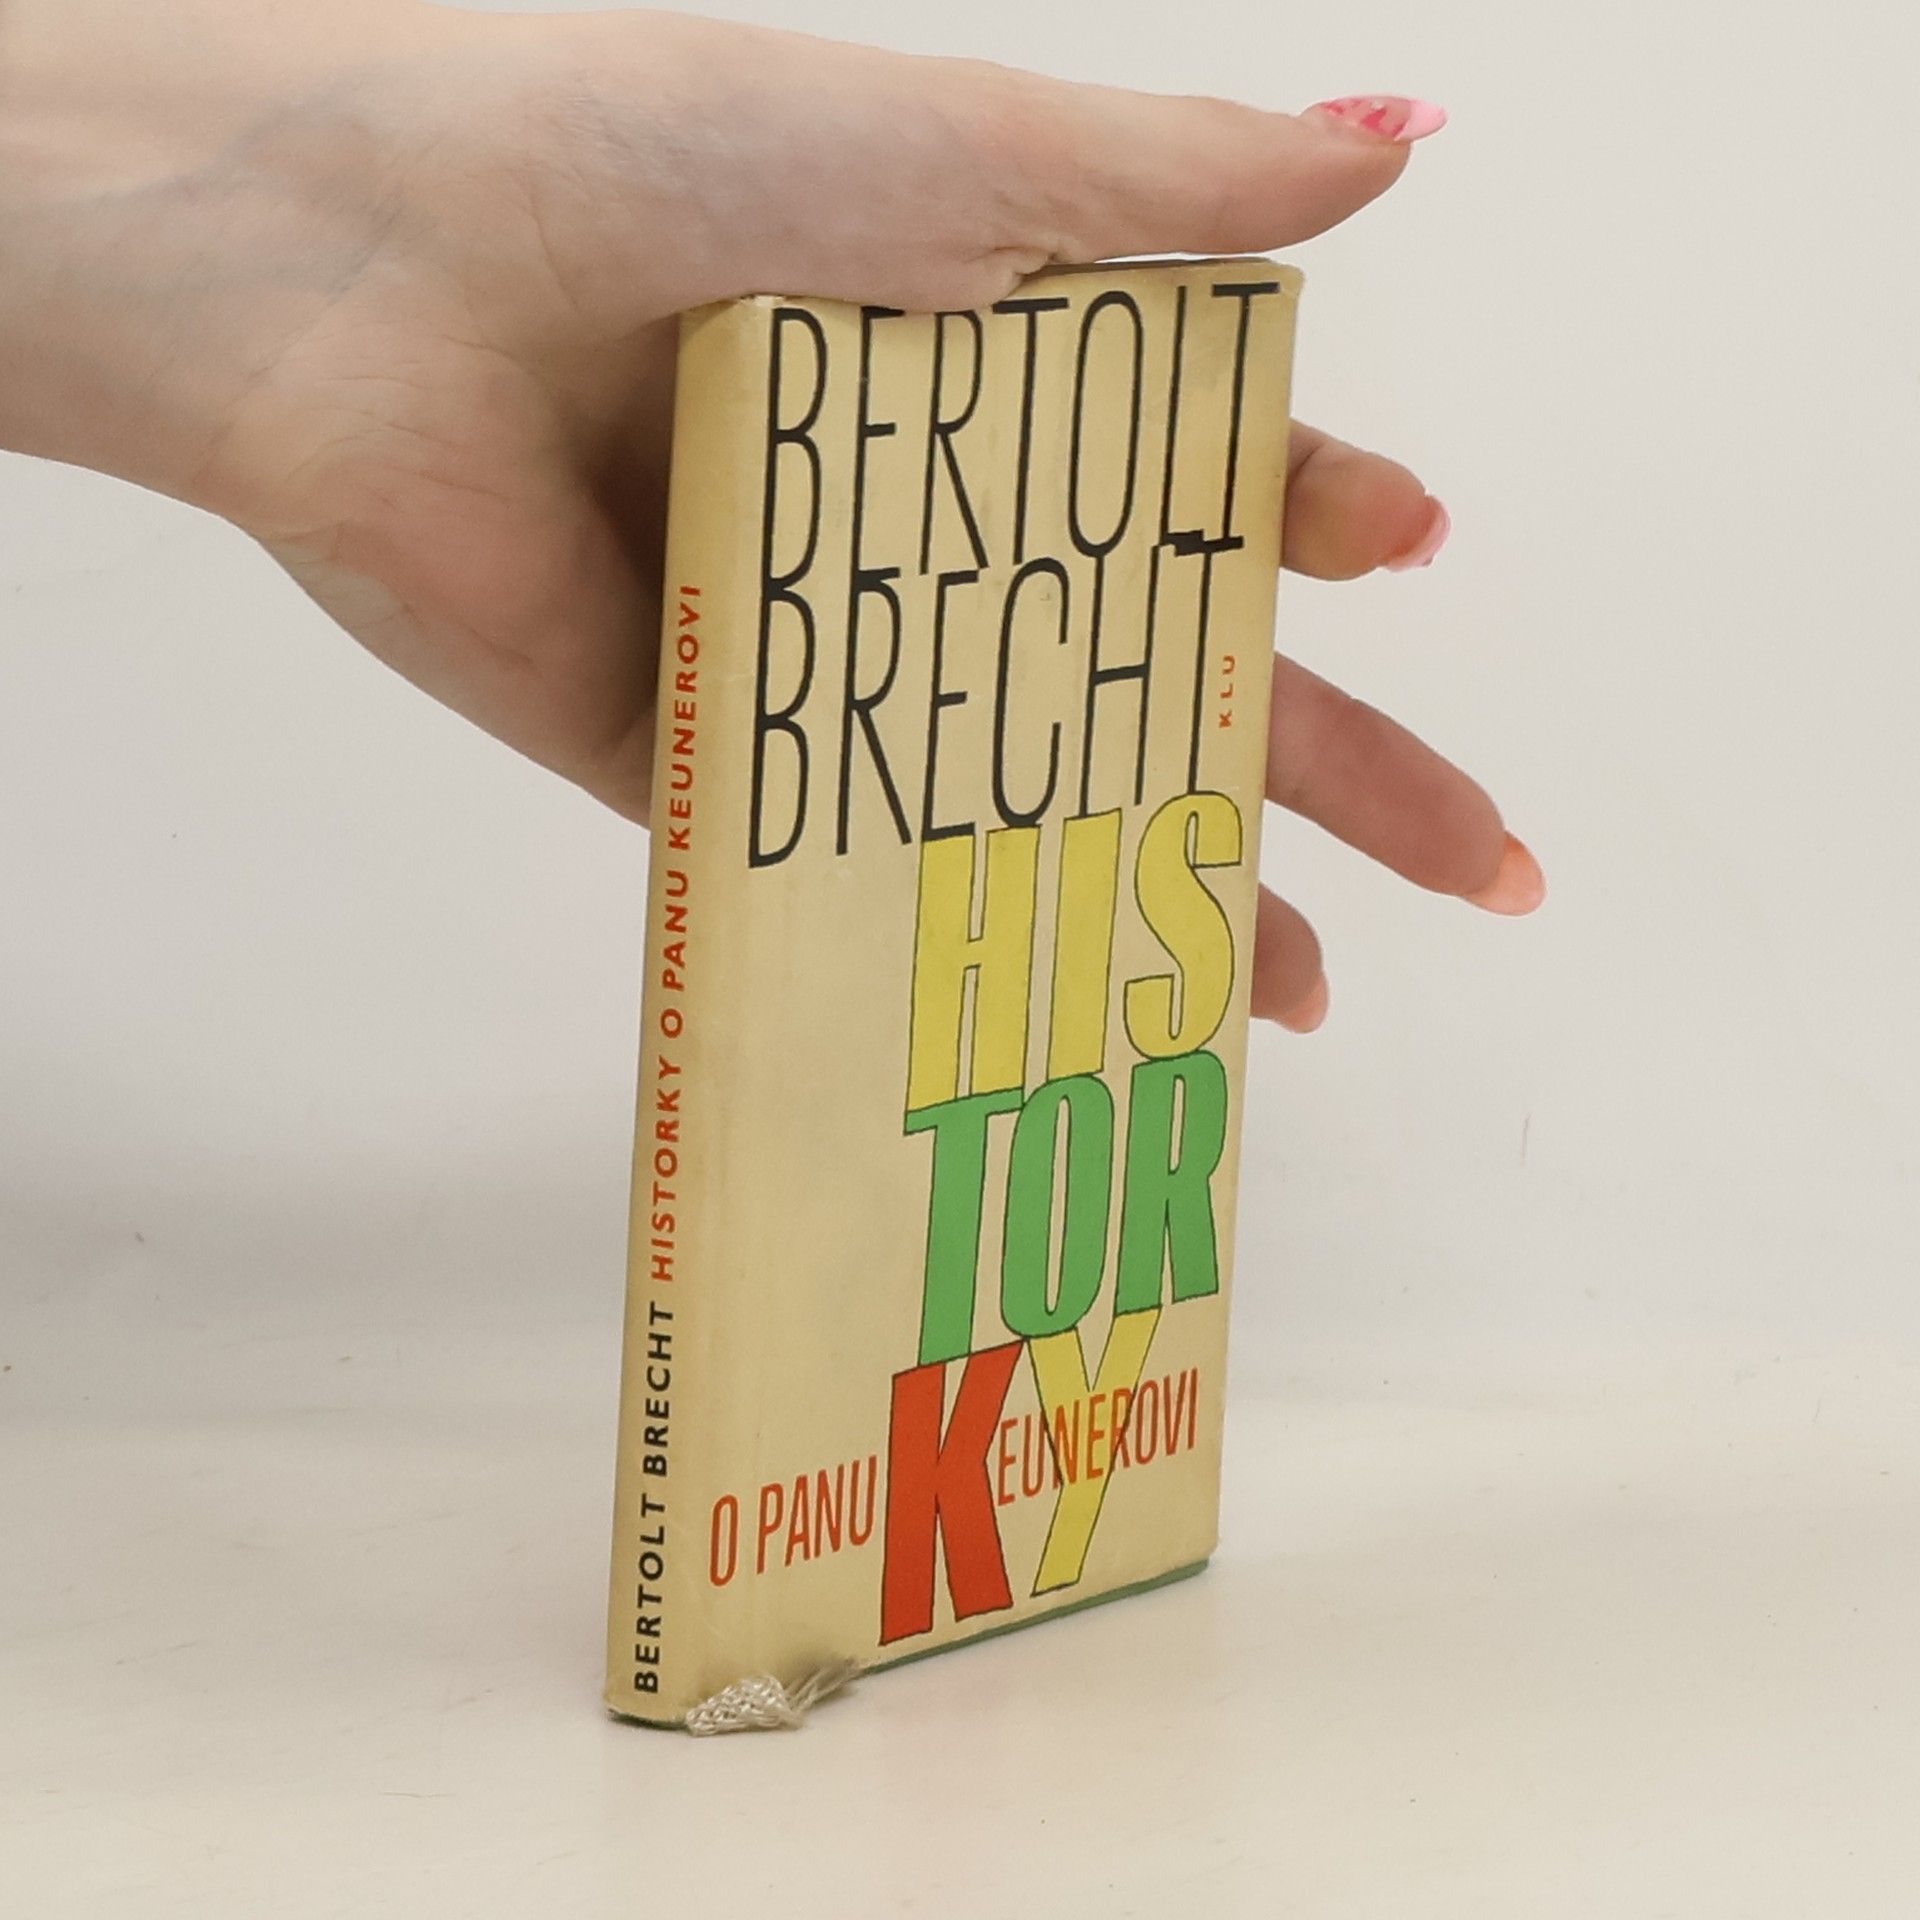 BERTOLT
BRECHT
KLU
HIS
TOR
KY
O PANU KEUNEROVI
BERTOLT BRECHT HISTORKY O PANU KEUNEROVI